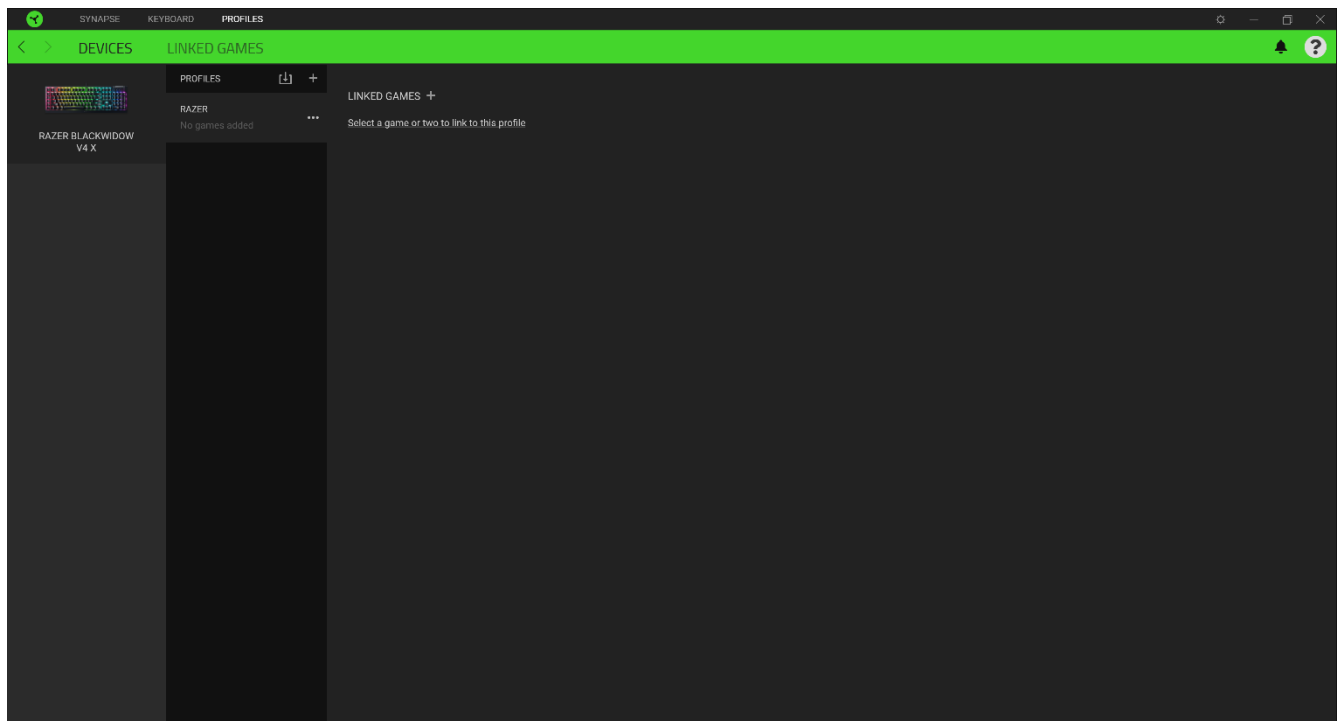 SYNAPSE KEYBOARD PROFILES
DEVICES LINKED GAMES
?
RAZER BLACKWIDOW
V4 X
PROFILES
RAZER
No games added
LINKED GAMES +
Select a game or two to link to this profile